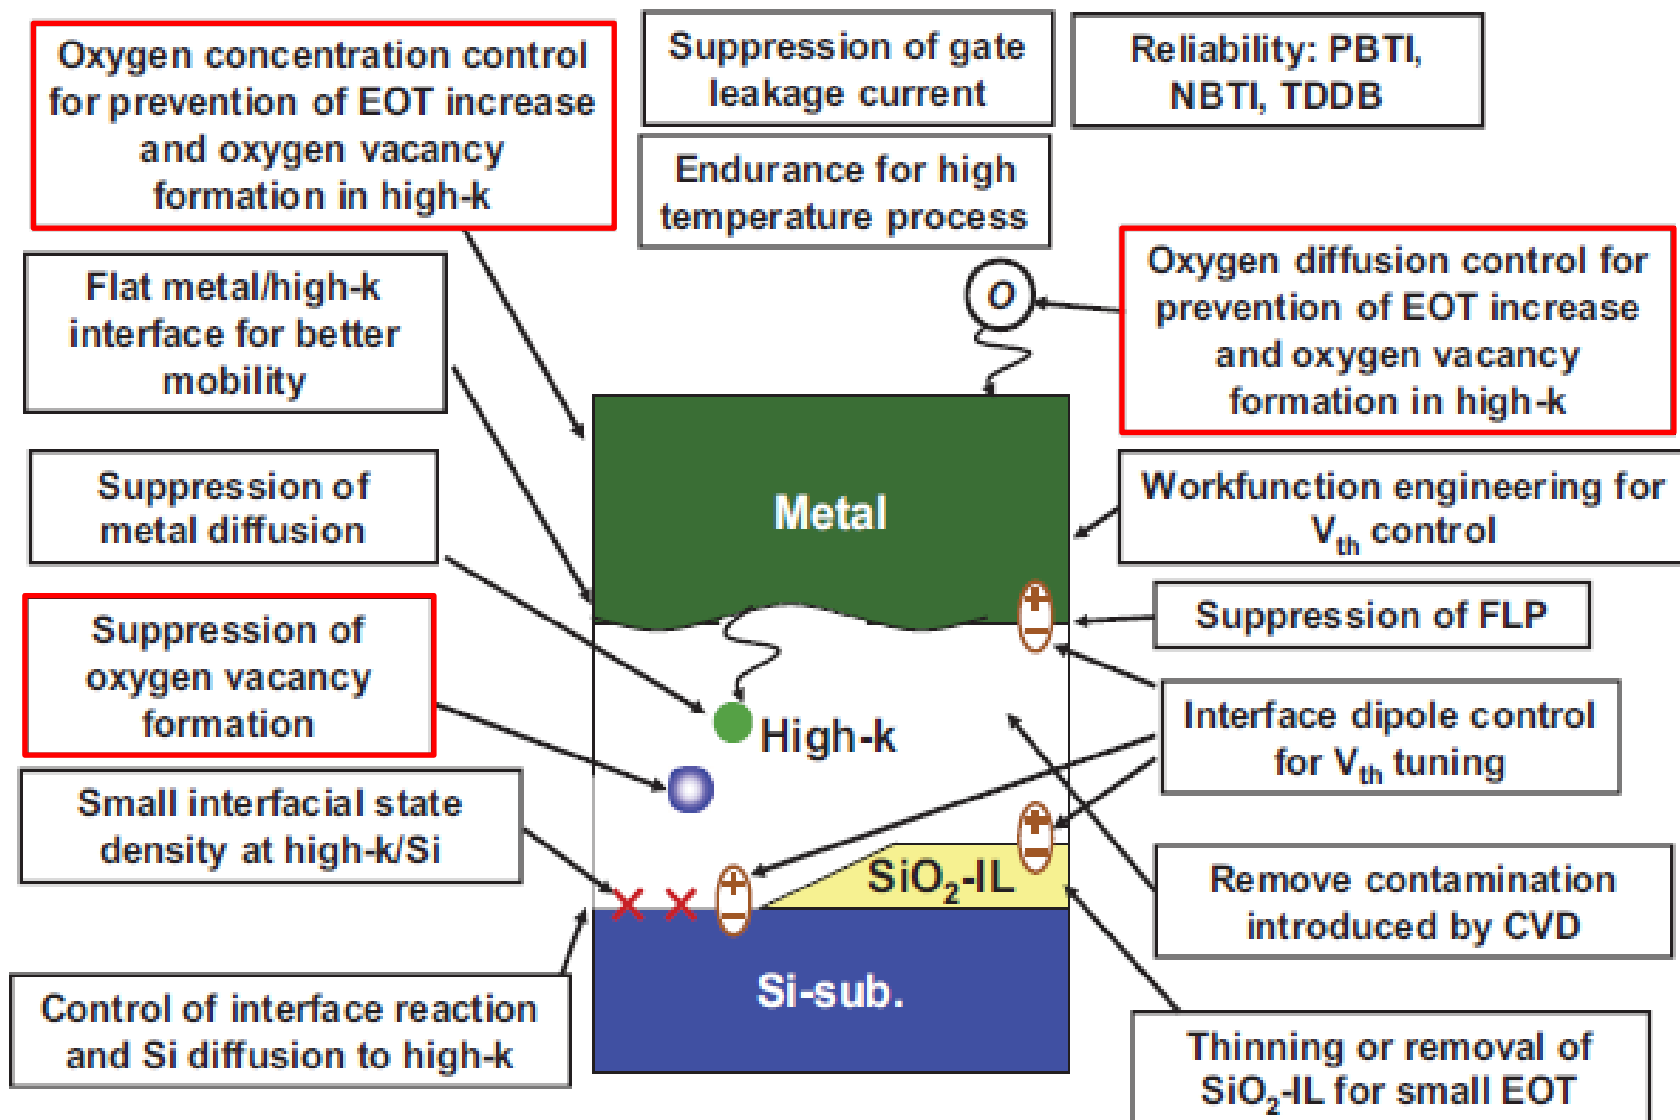 Oxygen concentration control
for prevention of EOT increase
and oxygen vacancy
formation in high-k
Suppression of gate
leakage current
Reliability: PBTI,
NBTI, TDDB
Endurance for high
temperature process
Flat metal/high-k
interface for better
mobility
O
Oxygen diffusion control for
prevention of EOT increase
and oxygen vacancy
formation in high-k
Suppression of
metal diffusion
Metal
Workfunction engineering for
V_th control
Suppression of
oxygen vacancy
formation
+
−
Suppression of FLP
High-k
Interface dipole control
for V_th tuning
Small interfacial state
density at high-k/Si
+
−
+
−
SiO₂-IL
Remove contamination
introduced by CVD
Control of interface reaction
and Si diffusion to high-k
Si-sub.
Thinning or removal of
SiO₂-IL for small EOT